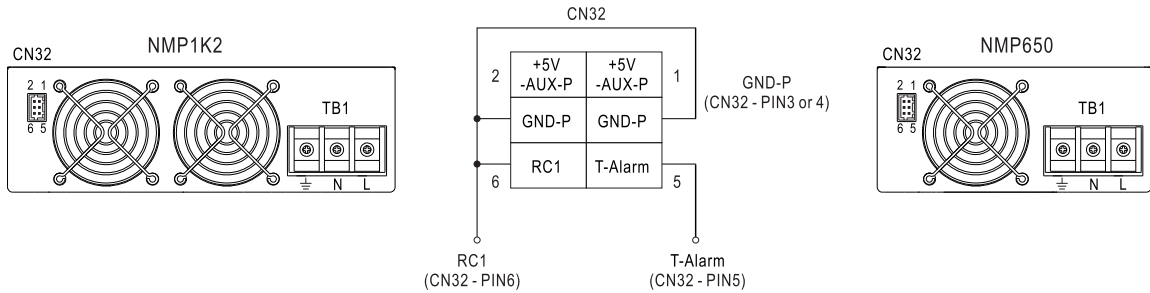 NMP1K2
CN32
2 1
6 5
TB1
N L
CN32
2
+5V
-AUX-P
+5V
-AUX-P
1
GND-P
GND-P
6
RC1
T-Alarm
5
GND-P
(CN32 - PIN3 or 4)
RC1
(CN32 - PIN6)
T-Alarm
(CN32 - PIN5)
NMP650
CN32
2 1
6 5
TB1
N L